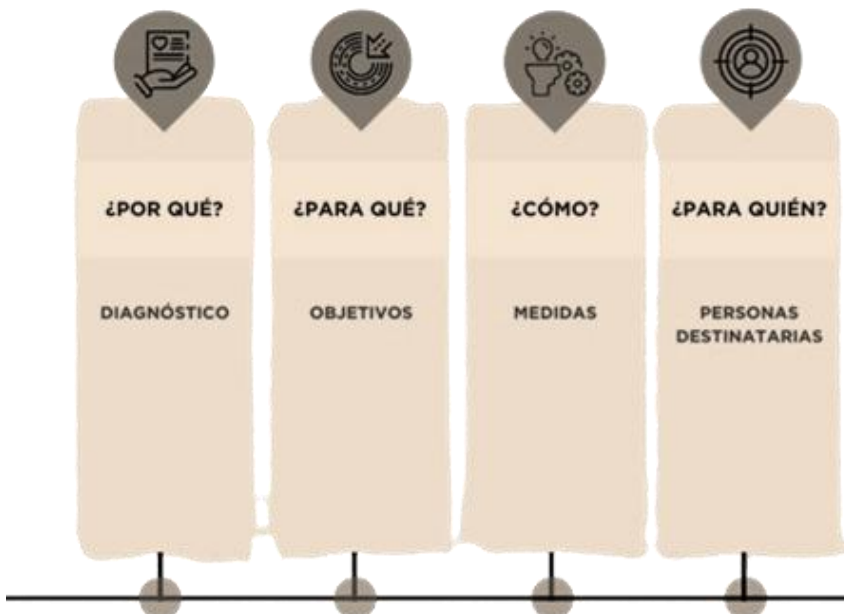 ¿POR QUÉ?
¿PARA QUÉ?
¿CÓMO?
¿PARA QUIÉN?
DIAGNÓSTICO
OBJETIVOS
MEDIDAS
PERSONAS
DESTINATARIAS